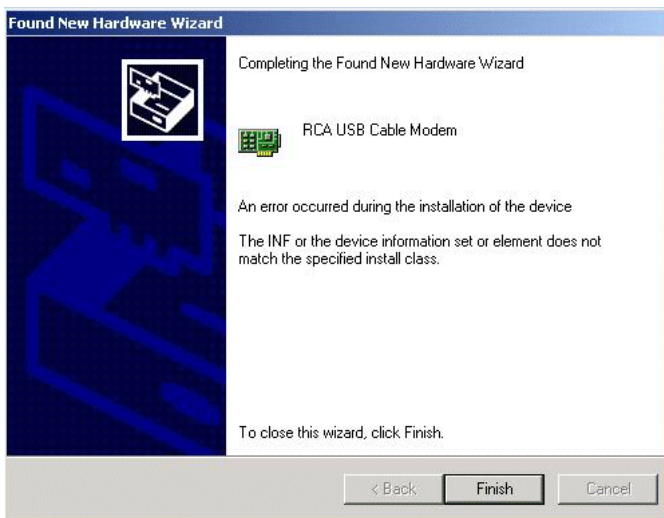 Found New Hardware Wizard
Completing the Found New Hardware Wizard
RCA USB Cable Modem
An error occurred during the installation of the device
The INF or the device information set or element does not
match the specified install class.
To close this wizard, click Finish.
< Back
Finish
Cancel